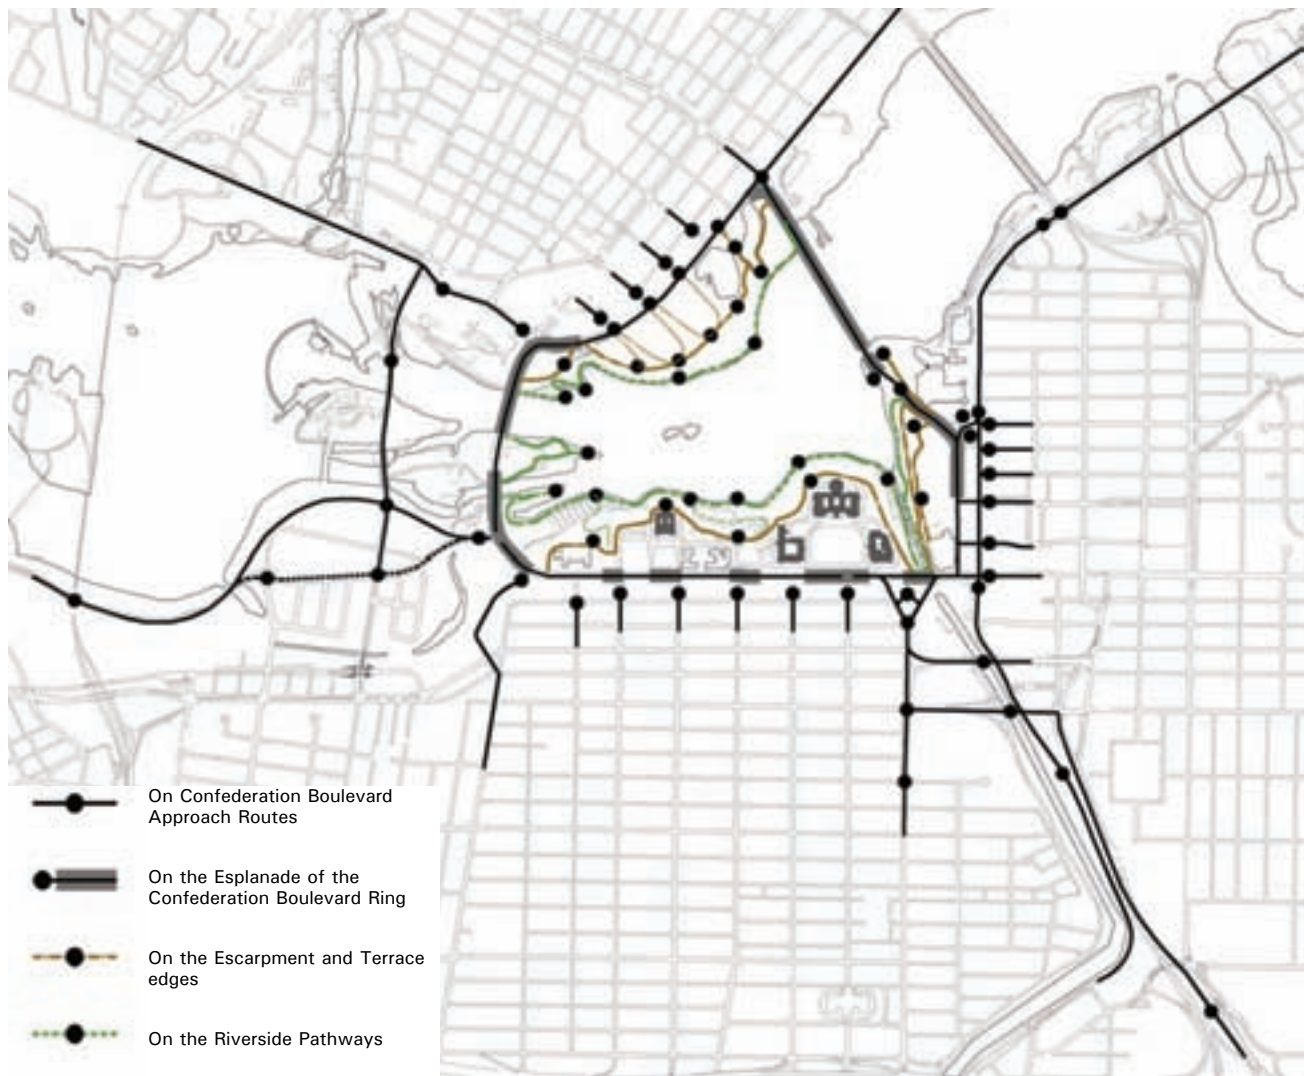 On Confederation Boulevard
Approach Routes
On the Esplanade of the
Confederation Boulevard Ring
On the Escarpment and Terrace
edges
On the Riverside Pathways